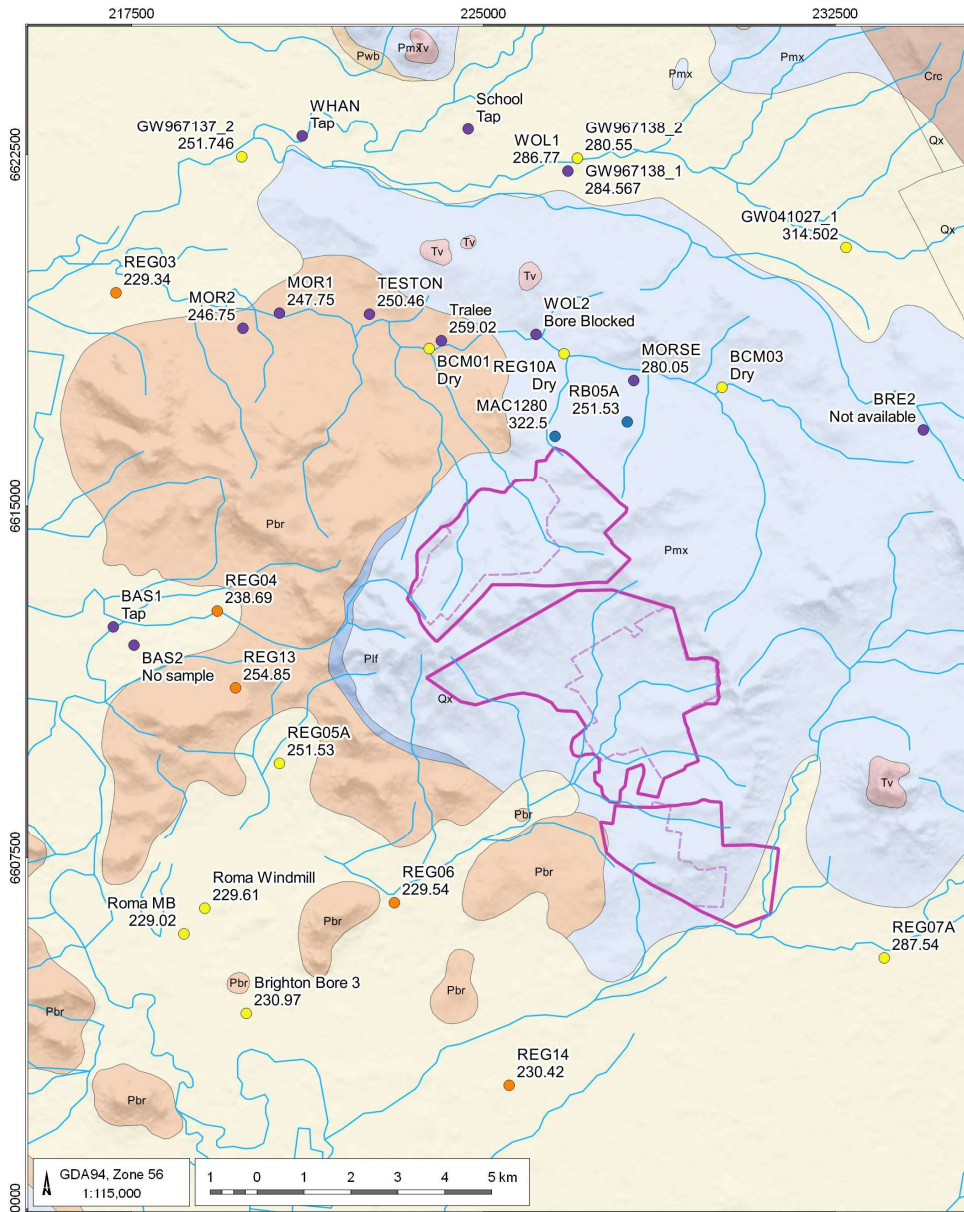 217500
225000
232500
6622500
6615000
6607500
00000
Pwb
Pmx
Tv
Pmx
Pmx
Crc
Qx
Qx
GW967137_2
251.746
WHAN
Tap
School
Tap
WOL1
286.77
GW967138_2
280.55
GW967138_1
284.567
GW041027_1
314.502
Tv
Tv
Tv
REG03
229.34
MOR2
246.75
MOR1
247.75
TESTON
250.46
Tralee
259.02
WOL2
Bore Blocked
BCM01
Dry
REG10A
Dry
MORSE
280.05
BCM03
Dry
MAC1280
322.5
RB05A
251.53
BRE2
Not available
Pbr
Pmx
BAS1
Tap
REG04
238.69
BAS2
No sample
REG13
254.85
Plf
Qx
REG05A
251.53
Tv
Pbr
Pbr
Roma MB
229.02
Roma Windmill
229.61
REG06
229.54
Pbr
REG07A
287.54
Pbr
Brighton Bore 3
230.97
Pbr
Pbr
REG14
230.42
Pbr
GDA94, Zone 56
1:115,000
1 0 1 2 3 4 5 km
N